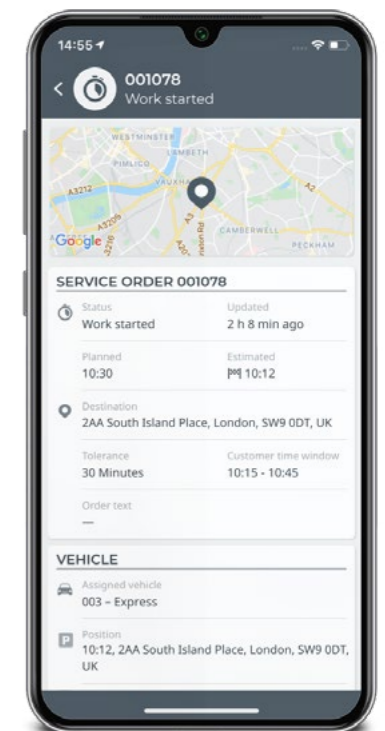 14:55
001078
Work started
WESTMINSTER
LAMBETH
PIMLICO
VAUXHA
A3212
A2
A3205
A3
CAMBERWELL
PECKHAM
Google
SERVICE ORDER 001078
Status
Updated
Work started
2 h 8 min ago
Planned
Estimated
10:30
10:12
Destination
2AA South Island Place, London, SW9 0DT, UK
Tolerance
Customer time window
30 Minutes
10:15 - 10:45
Order text
—
VEHICLE
Assigned vehicle
003 – Express
P
Position
10:12, 2AA South Island Place, London, SW9 0DT,
UK